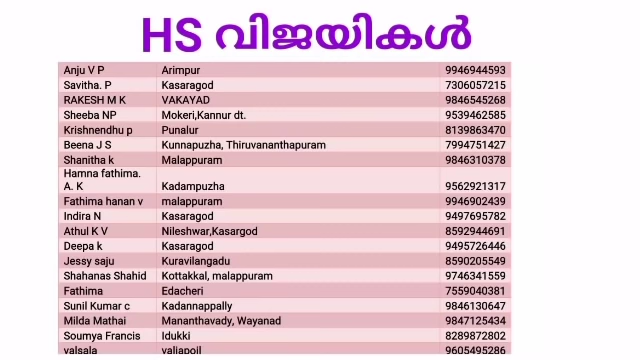 HS വിജയികൾ
Anju V P Arimpur 9946944593
Savitha. P Kasaragod 7306057215
RAKESH M K VAKAYAD 9846545268
Sheeba NP Mokeri,Kannur dt. 9539462585
Krishnendhu p Punalur 8139863470
Beena J S Kunnapuzha, Thiruvananthapuram 7994751427
Shanitha k Malappuram 9846310378
Hamna fathima.
A. K Kadampuzha 9562921317
Fathima hanan v malappuram 9946902439
Indira N Kasaragod 9497695782
Athul K V Nileshwar,Kasargod 8592944691
Deepa k Kasaragod 9495726446
Jessy saju Kuravilangadu 8590205549
Shahanas Shahid Kottakkal, malappuram 9746341559
Fathima Edacheri 7559040381
Sunil Kumar c Kadannappally 9846130647
Milda Mathai Mananthavady, Wayanad 9847125434
Soumya Francis Idukki 8289872802
valsala valiapoil 9605495286